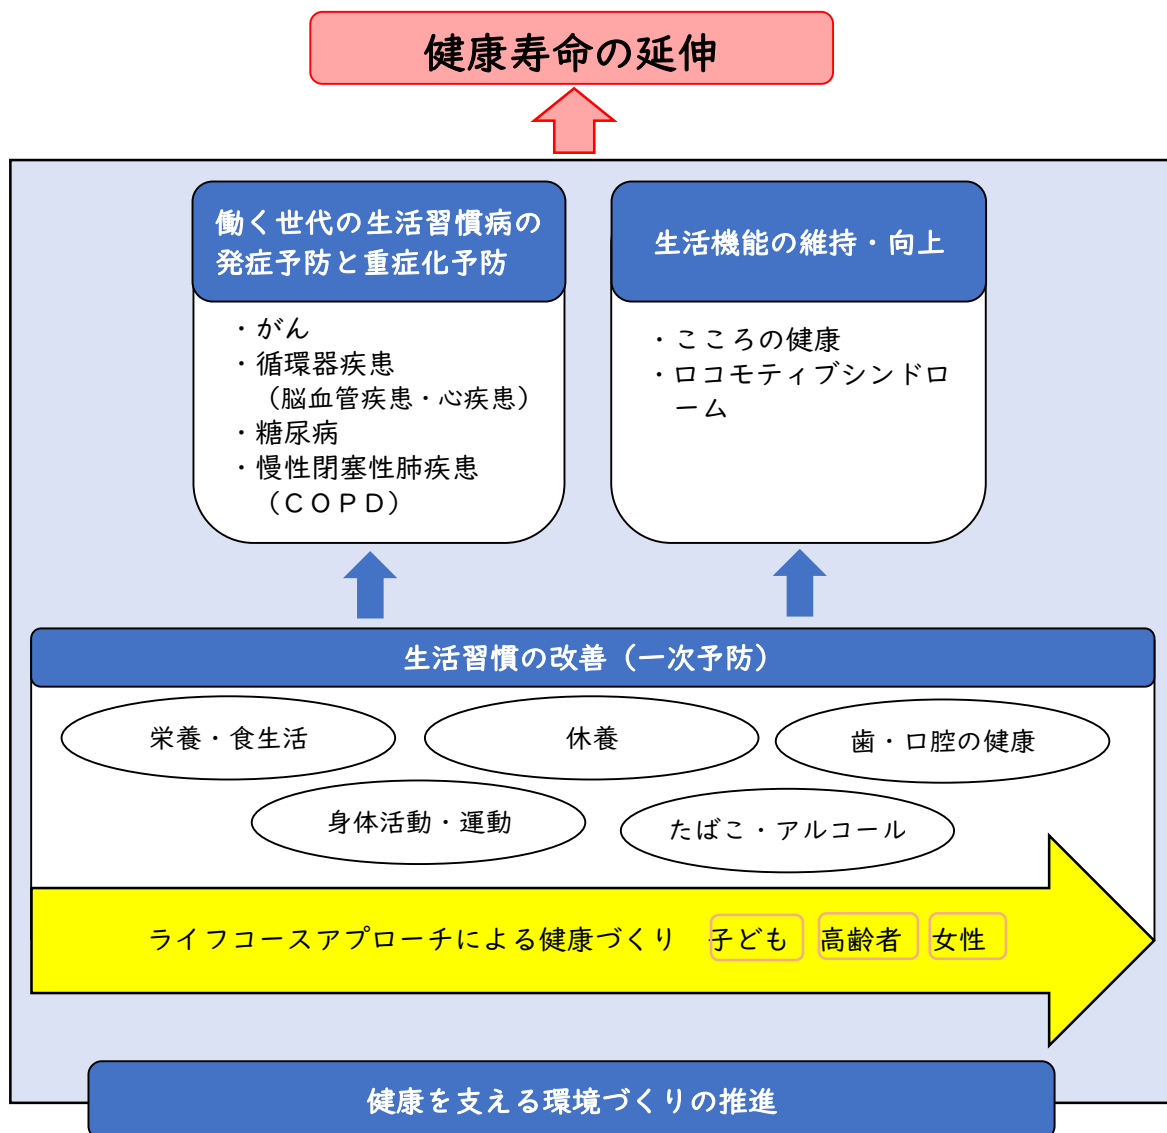 健康寿命の延伸
働く世代の生活習慣病の
発症予防と重症化予防
・がん
・循環器疾患
（脳血管疾患・心疾患）
・糖尿病
・慢性閉塞性肺疾患
（ＣＯＰＤ）
生活機能の維持・向上
・こころの健康
・ロコモティブシンドロ
ーム
生活習慣の改善（一次予防）
栄養・食生活
休養
歯・口腔の健康
身体活動・運動
たばこ・アルコール
ライフコースアプローチによる健康づくり　子ども　高齢者　女性
健康を支える環境づくりの推進